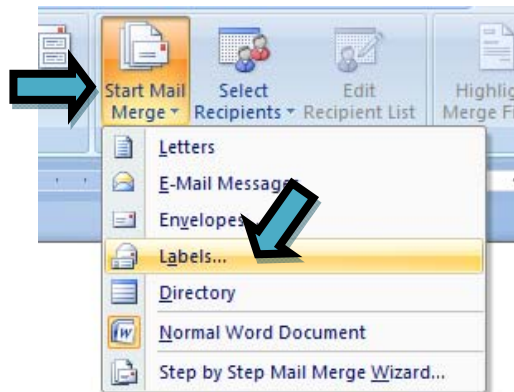 Start Mail Select Edit Highlig
Merge Recipients Recipient List Merge Fi
Letters
E-Mail Messages
Envelopes
Labels...
Directory
Normal Word Document
Step by Step Mail Merge Wizard...